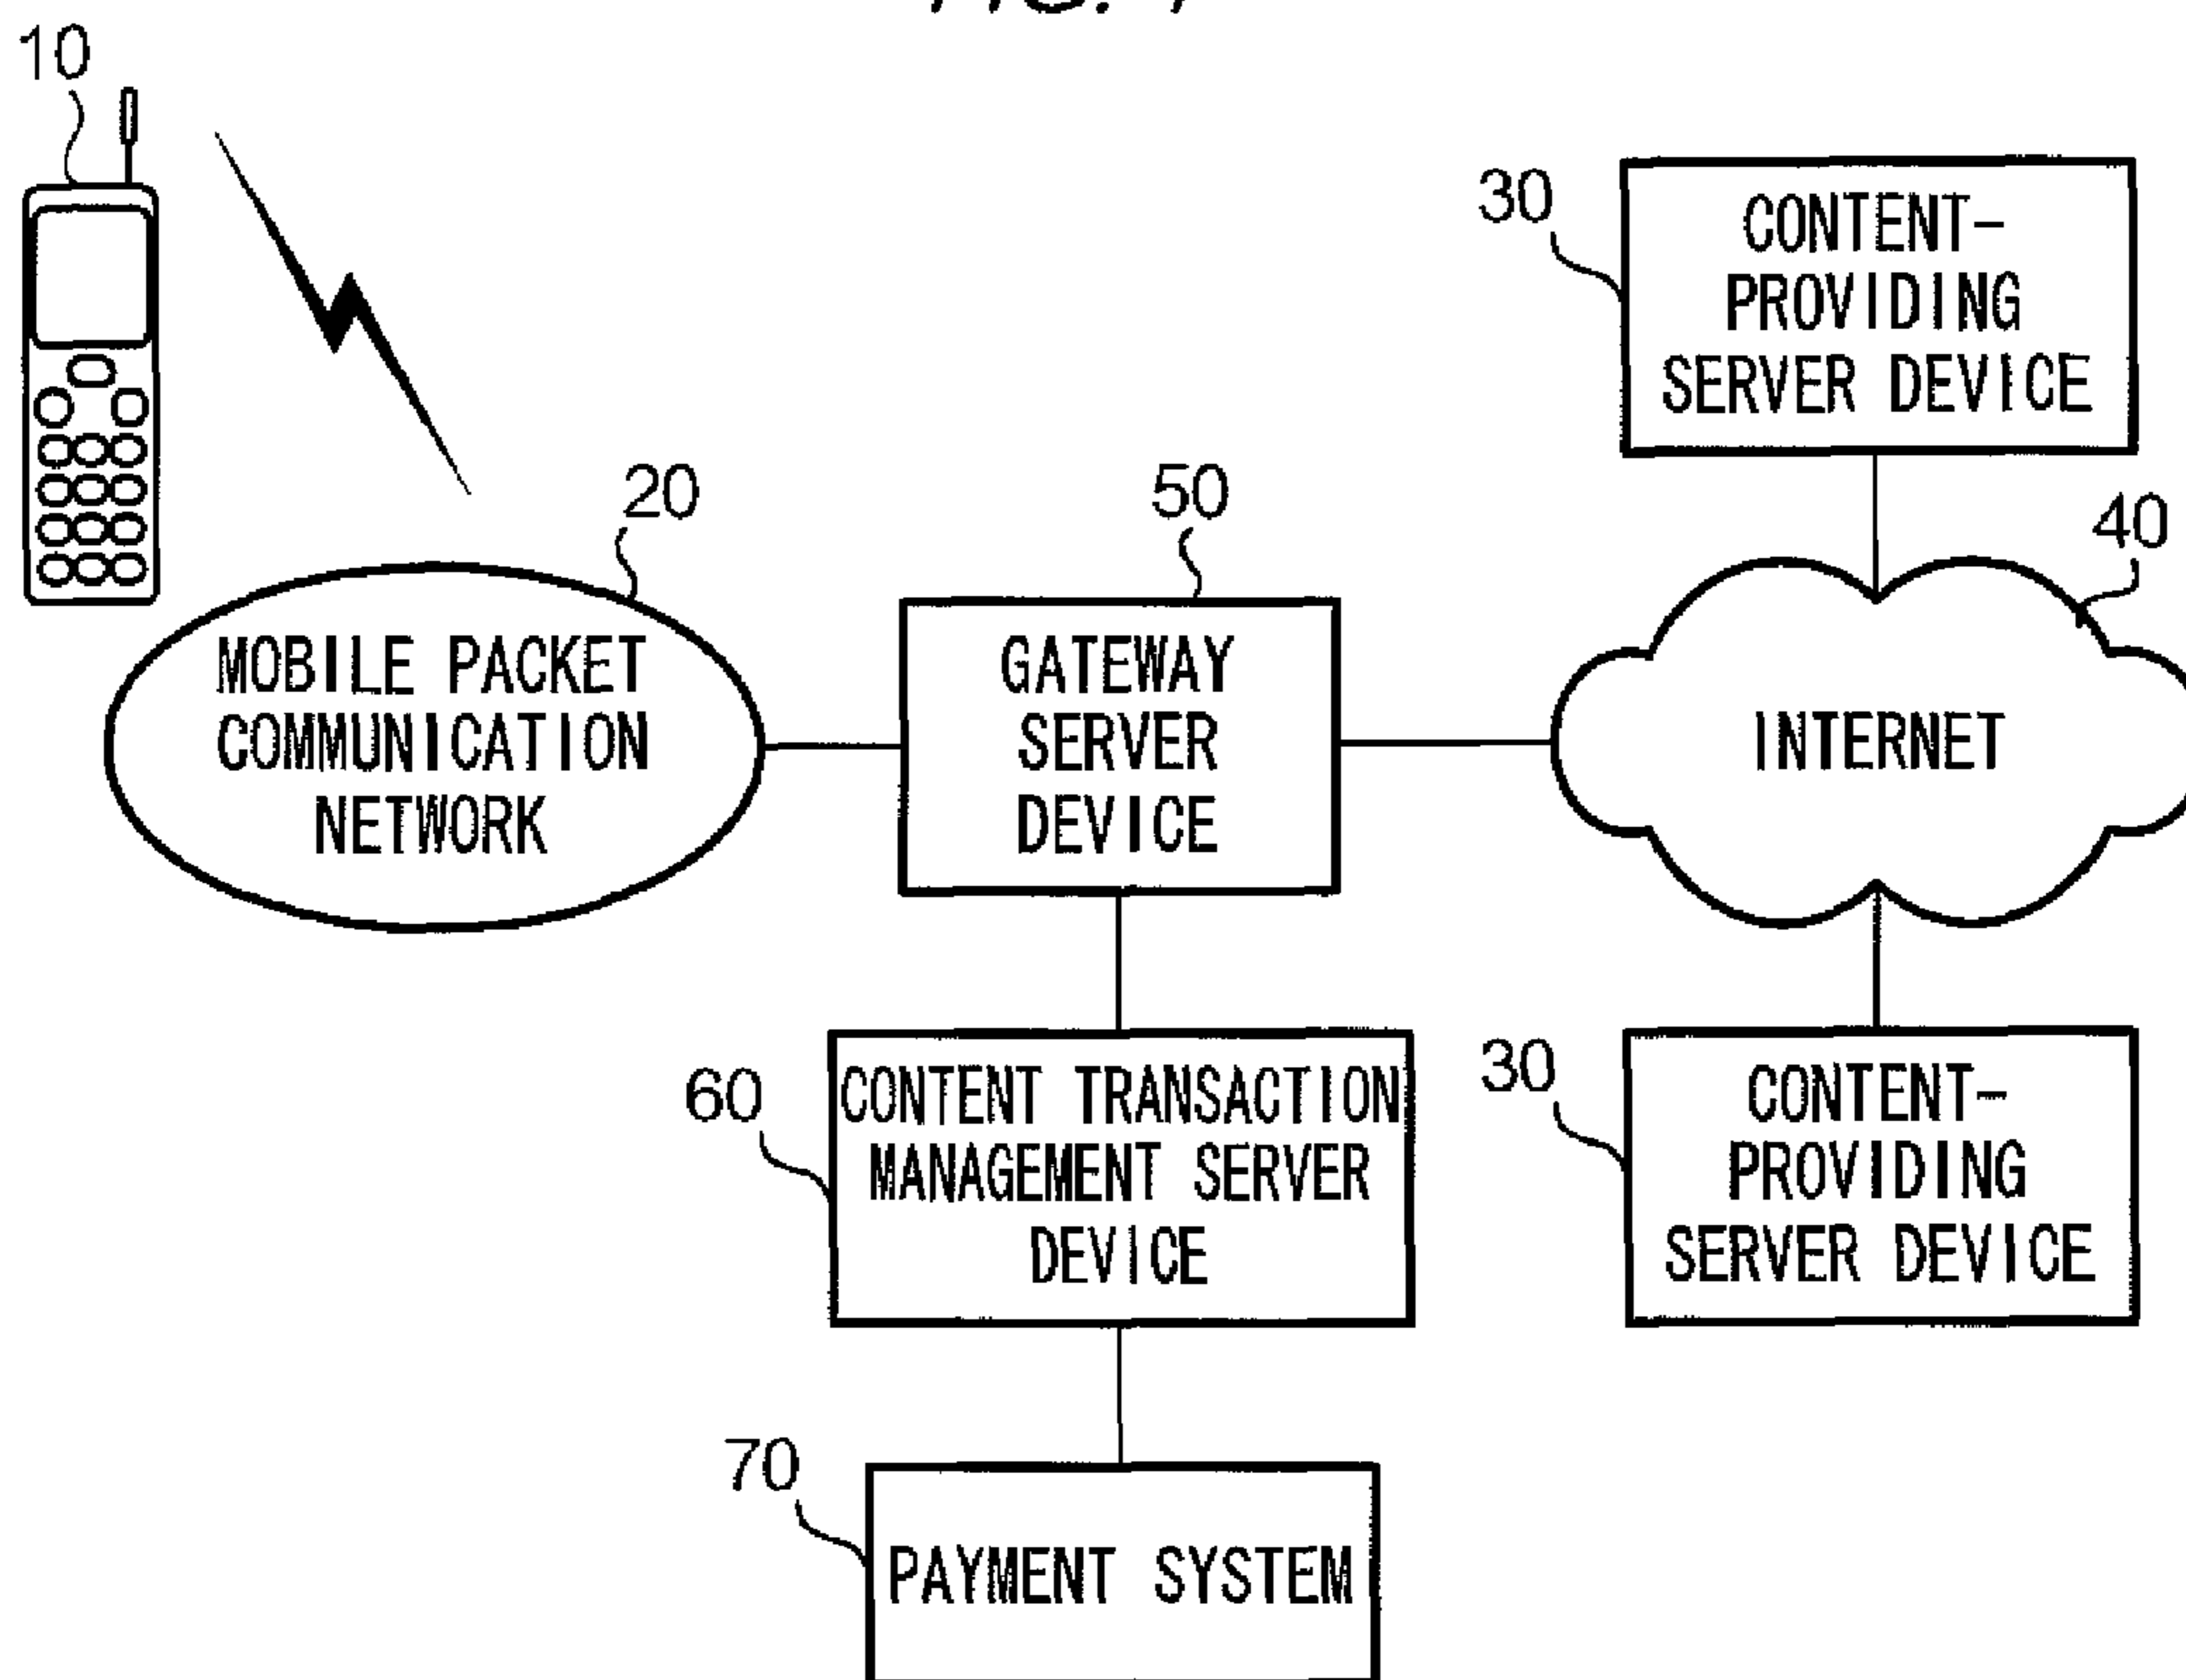 10
30
CONTENT-
PROVIDING
SERVER DEVICE
20
50
40
MOBILE PACKET
COMMUNICATION
NETWORK
GATEWAY
SERVER
DEVICE
INTERNET
60
CONTENT TRANSACTION
MANAGEMENT SERVER
DEVICE
30
CONTENT-
PROVIDING
SERVER DEVICE
70
PAYMENT SYSTEM